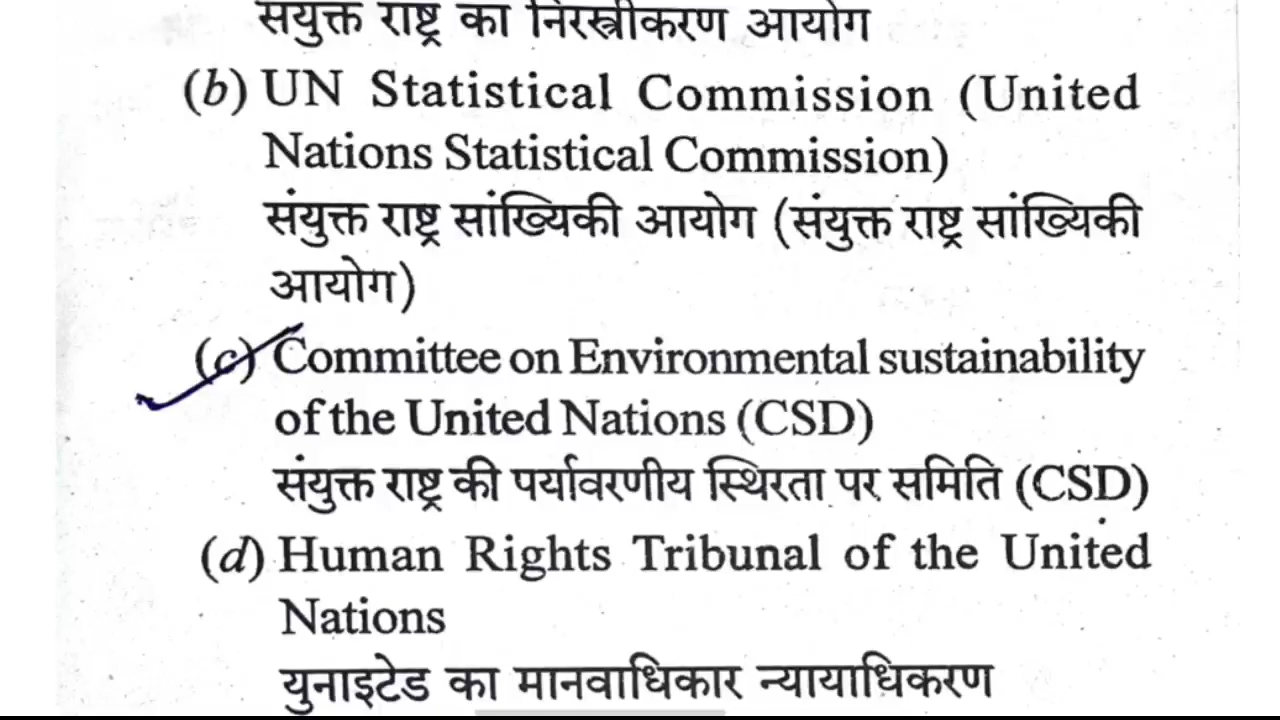 संयुक्त राष्ट्र का निरस्त्रीकरण आयोग
(b) UN Statistical Commission (United
Nations Statistical Commission)
संयुक्त राष्ट्र सांख्यिकी आयोग (संयुक्त राष्ट्र सांख्यिकी
आयोग)
(c) Committee on Environmental sustainability
of the United Nations (CSD)
संयुक्त राष्ट्र की पर्यावरणीय स्थिरता पर समिति (CSD)
(d) Human Rights Tribunal of the United
Nations
युनाइटेड का मानवाधिकार न्यायाधिकरण